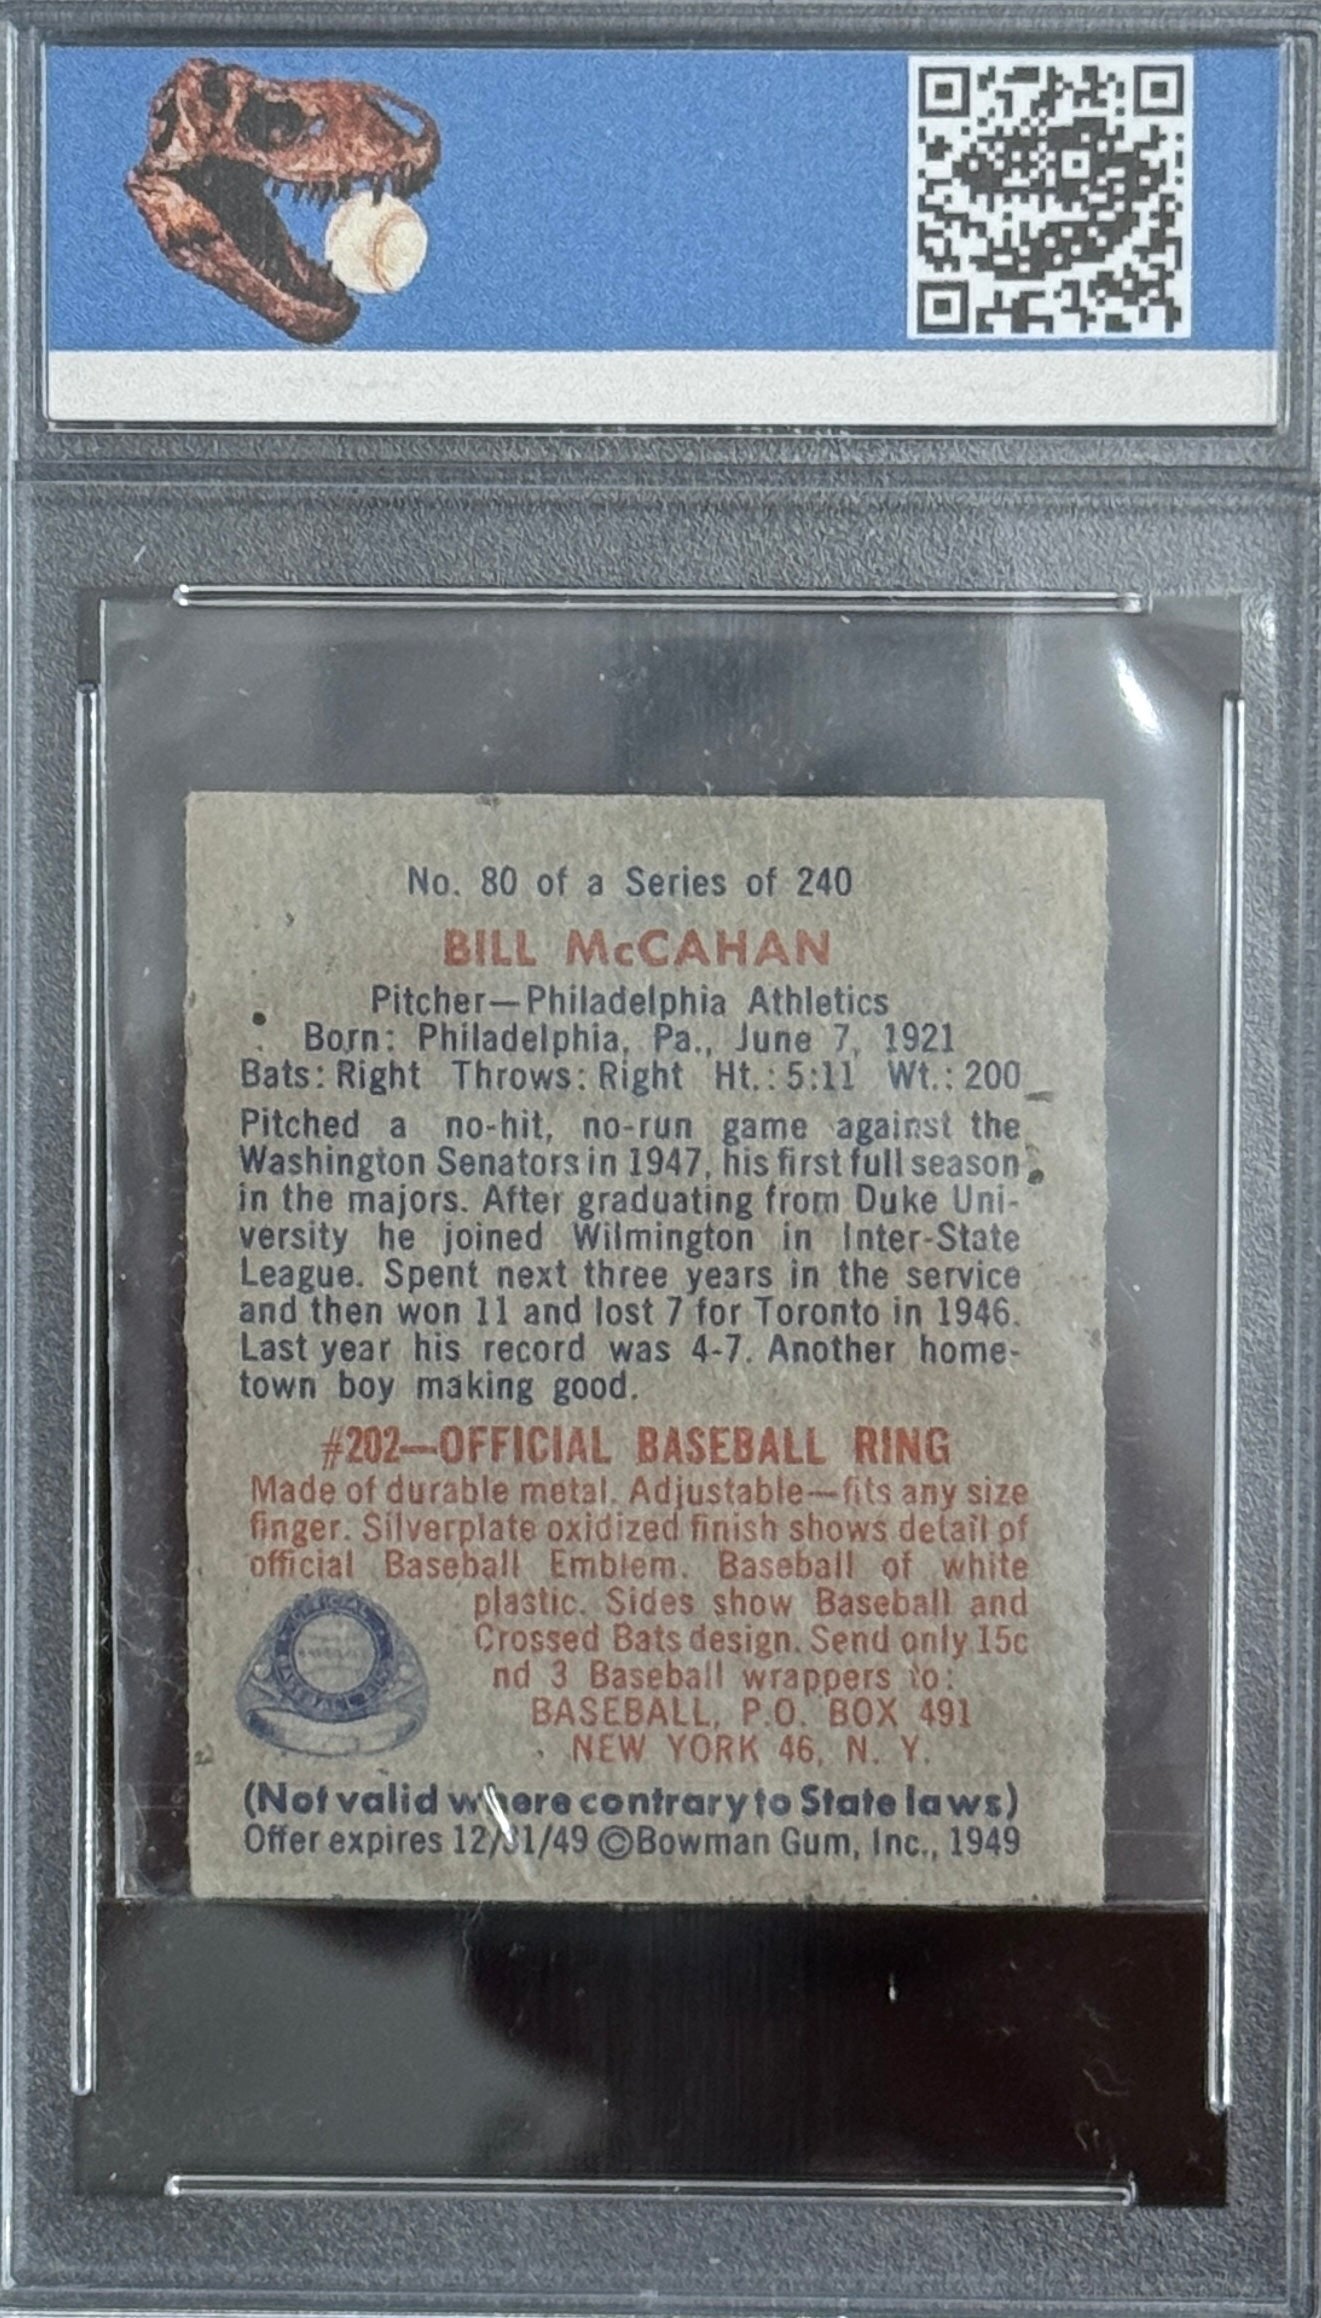 No. 80 of a Series of 240
BILL McCAHAN
Pitcher—Philadelphia Athletics
Born: Philadelphia, Pa., June 7, 1921
Bats: Right Throws: Right Ht.: 5:11 Wt.: 200
Pitched a no-hit, no-run game against the
Washington Senators in 1947, his first full season
in the majors. After graduating from Duke Uni-
versity he joined Wilmington in Inter-State
League. Spent next three years in the service
and then won 11 and lost 7 for Toronto in 1946.
Last year his record was 4-7. Another home-
town boy making good.
#202—OFFICIAL BASEBALL RING
Made of durable metal. Adjustable—fits any size
finger. Silverplate oxidized finish shows detail of
official Baseball Emblem. Baseball of white
plastic. Sides show Baseball and
Crossed Bats design. Send only 15c
nd 3 Baseball wrappers to:
BASEBALL, P.O. BOX 491
NEW YORK 46, N. Y.
(Not valid where contrary to State laws)
Offer expires 12/31/49 ©Bowman Gum, Inc., 1949